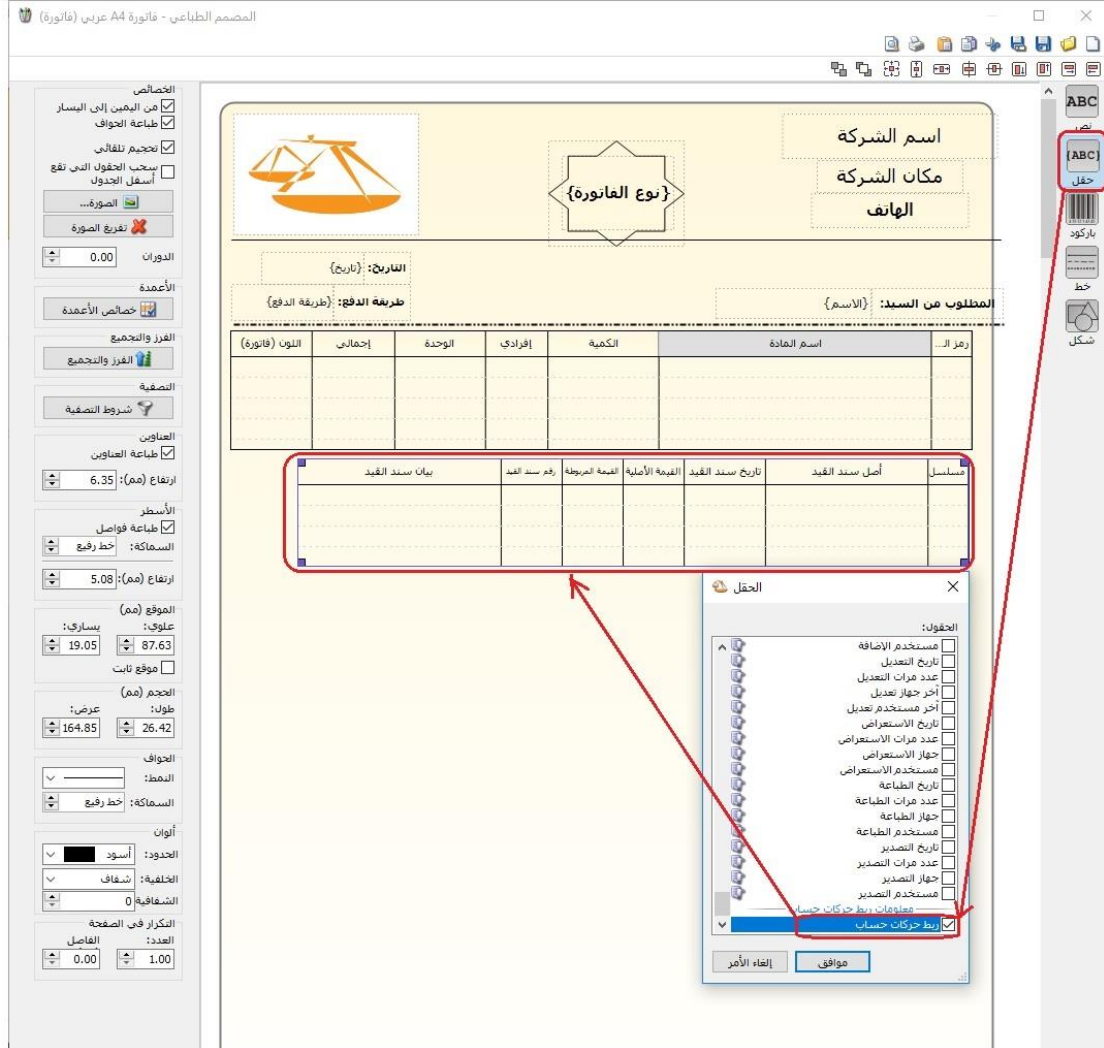 المصمم الطباعي - فاتورة A4 عربي (فاتورة)
ABC
نص
{ABC}
حقل
باركود
خط
شكل
اسم الشركة
مكان الشركة
الهاتف
{نوع الفاتورة}
التاريخ: {تاريخ}
المطلوب من السيد: {الاسم}
طريقة الدفع: {طريقة الدفع}
رمز الـ... اسم المادة الكمية إفرادي الوحدة إجمالي اللون (فاتورة)
مسلسل أصل سند القيد تاريخ سند القيد القيمة الأصلية القيمة المربوطة رقم سند القيد بيان سند القيد
الحقل
الحقول:
مستخدم الإضافة
تاريخ التعديل
عدد مرات التعديل
آخر جهاز تعديل
آخر مستخدم تعديل
تاريخ الاستعراض
عدد مرات الاستعراض
جهاز الاستعراض
مستخدم الاستعراض
تاريخ الطباعة
عدد مرات الطباعة
جهاز الطباعة
مستخدم الطباعة
تاريخ التصدير
عدد مرات التصدير
جهاز التصدير
مستخدم التصدير
معلومات ربط حركات حساب
ربط حركات حساب
موافق إلغاء الأمر
الخصائص
من اليمين إلى اليسار
طباعة الحواف
تحجيم تلقائي
سحب الحقول التي تقع
أسفل الجدول
الصورة...
تفريغ الصورة
الدوران 0.00
الأعمدة
خصائص الأعمدة
الفرز والتجميع
الفرز والتجميع
التصفية
شروط التصفية
العناوين
طباعة العناوين
ارتفاع (مم): 6.35
الأسطر
طباعة فواصل
السماكة: خط رفيع
ارتفاع (مم): 5.08
الموقع (مم)
علوي: يساري:
87.63 19.05
موقع ثابت
الحجم (مم)
طول: عرض:
26.42 164.85
الحواف
النمط:
السماكة: خط رفيع
ألوان
الحدود: أسود
الخلفية: شفاف
الشفافية 0
التكرار في الصفحة
العدد: الفاصل
1.00 0.00